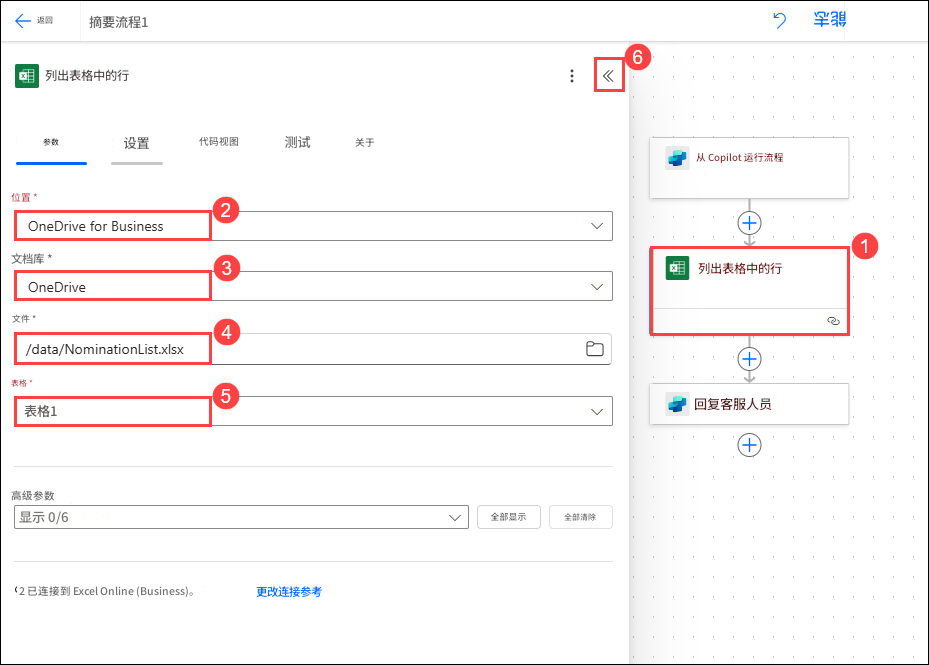 返回
摘要流程1
列出表格中的行
6
参数
设置
代码视图
测试
关于
位置 *
2
OneDrive for Business
文档库 *
3
OneDrive
文件 *
4
/data/NominationList.xlsx
表格 *
5
表格1
高级参数
显示 0/6
全部显示
全部清除
2 已连接到 Excel Online (Business)。
更改连接参考
从 Copilot 运行流程
1
列出表格中的行
回复客服人员